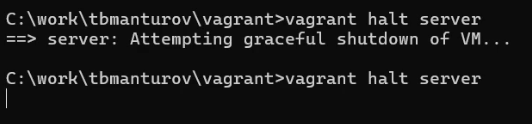 C:\work\tbmanturov\vagrant>vagrant halt server
==> server: Attempting graceful shutdown of VM...
C:\work\tbmanturov\vagrant>vagrant halt server